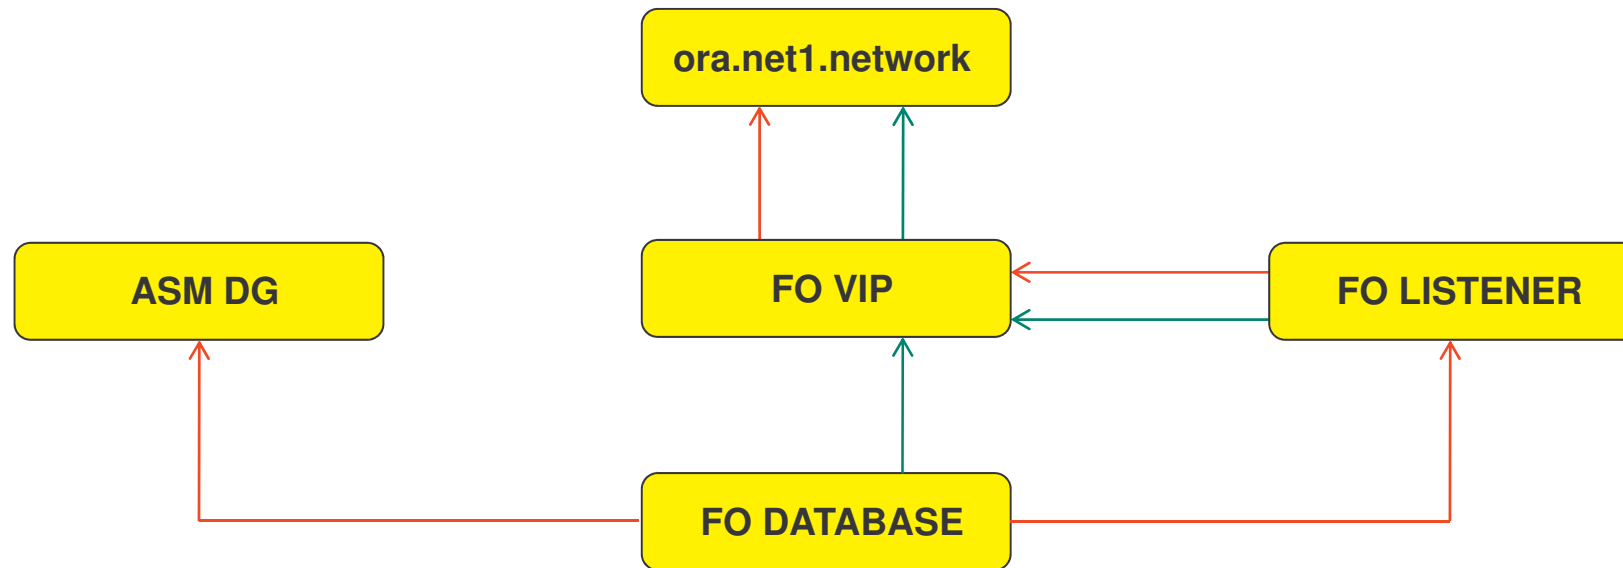 ora.net1.network
ASM DG
FO VIP
FO LISTENER
FO DATABASE